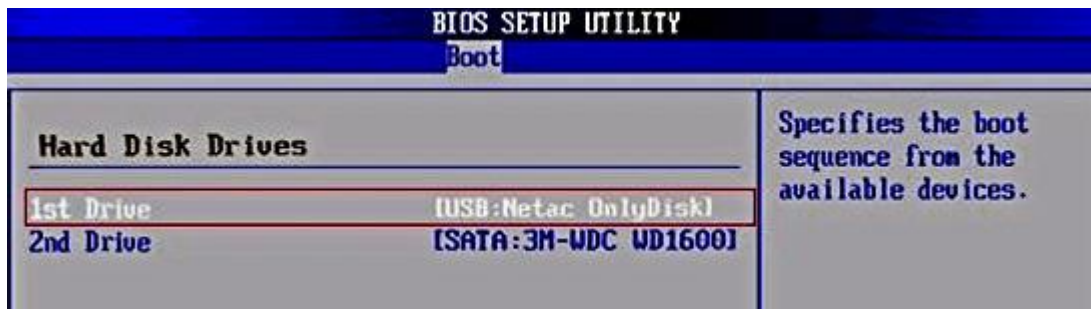 BIOS SETUP UTILITY
Boot
Hard Disk Drives
1st Drive [USB:Netac OnlyDisk]
2nd Drive [SATA:3M-WDC WD1600]
Specifies the boot
sequence from the
available devices.